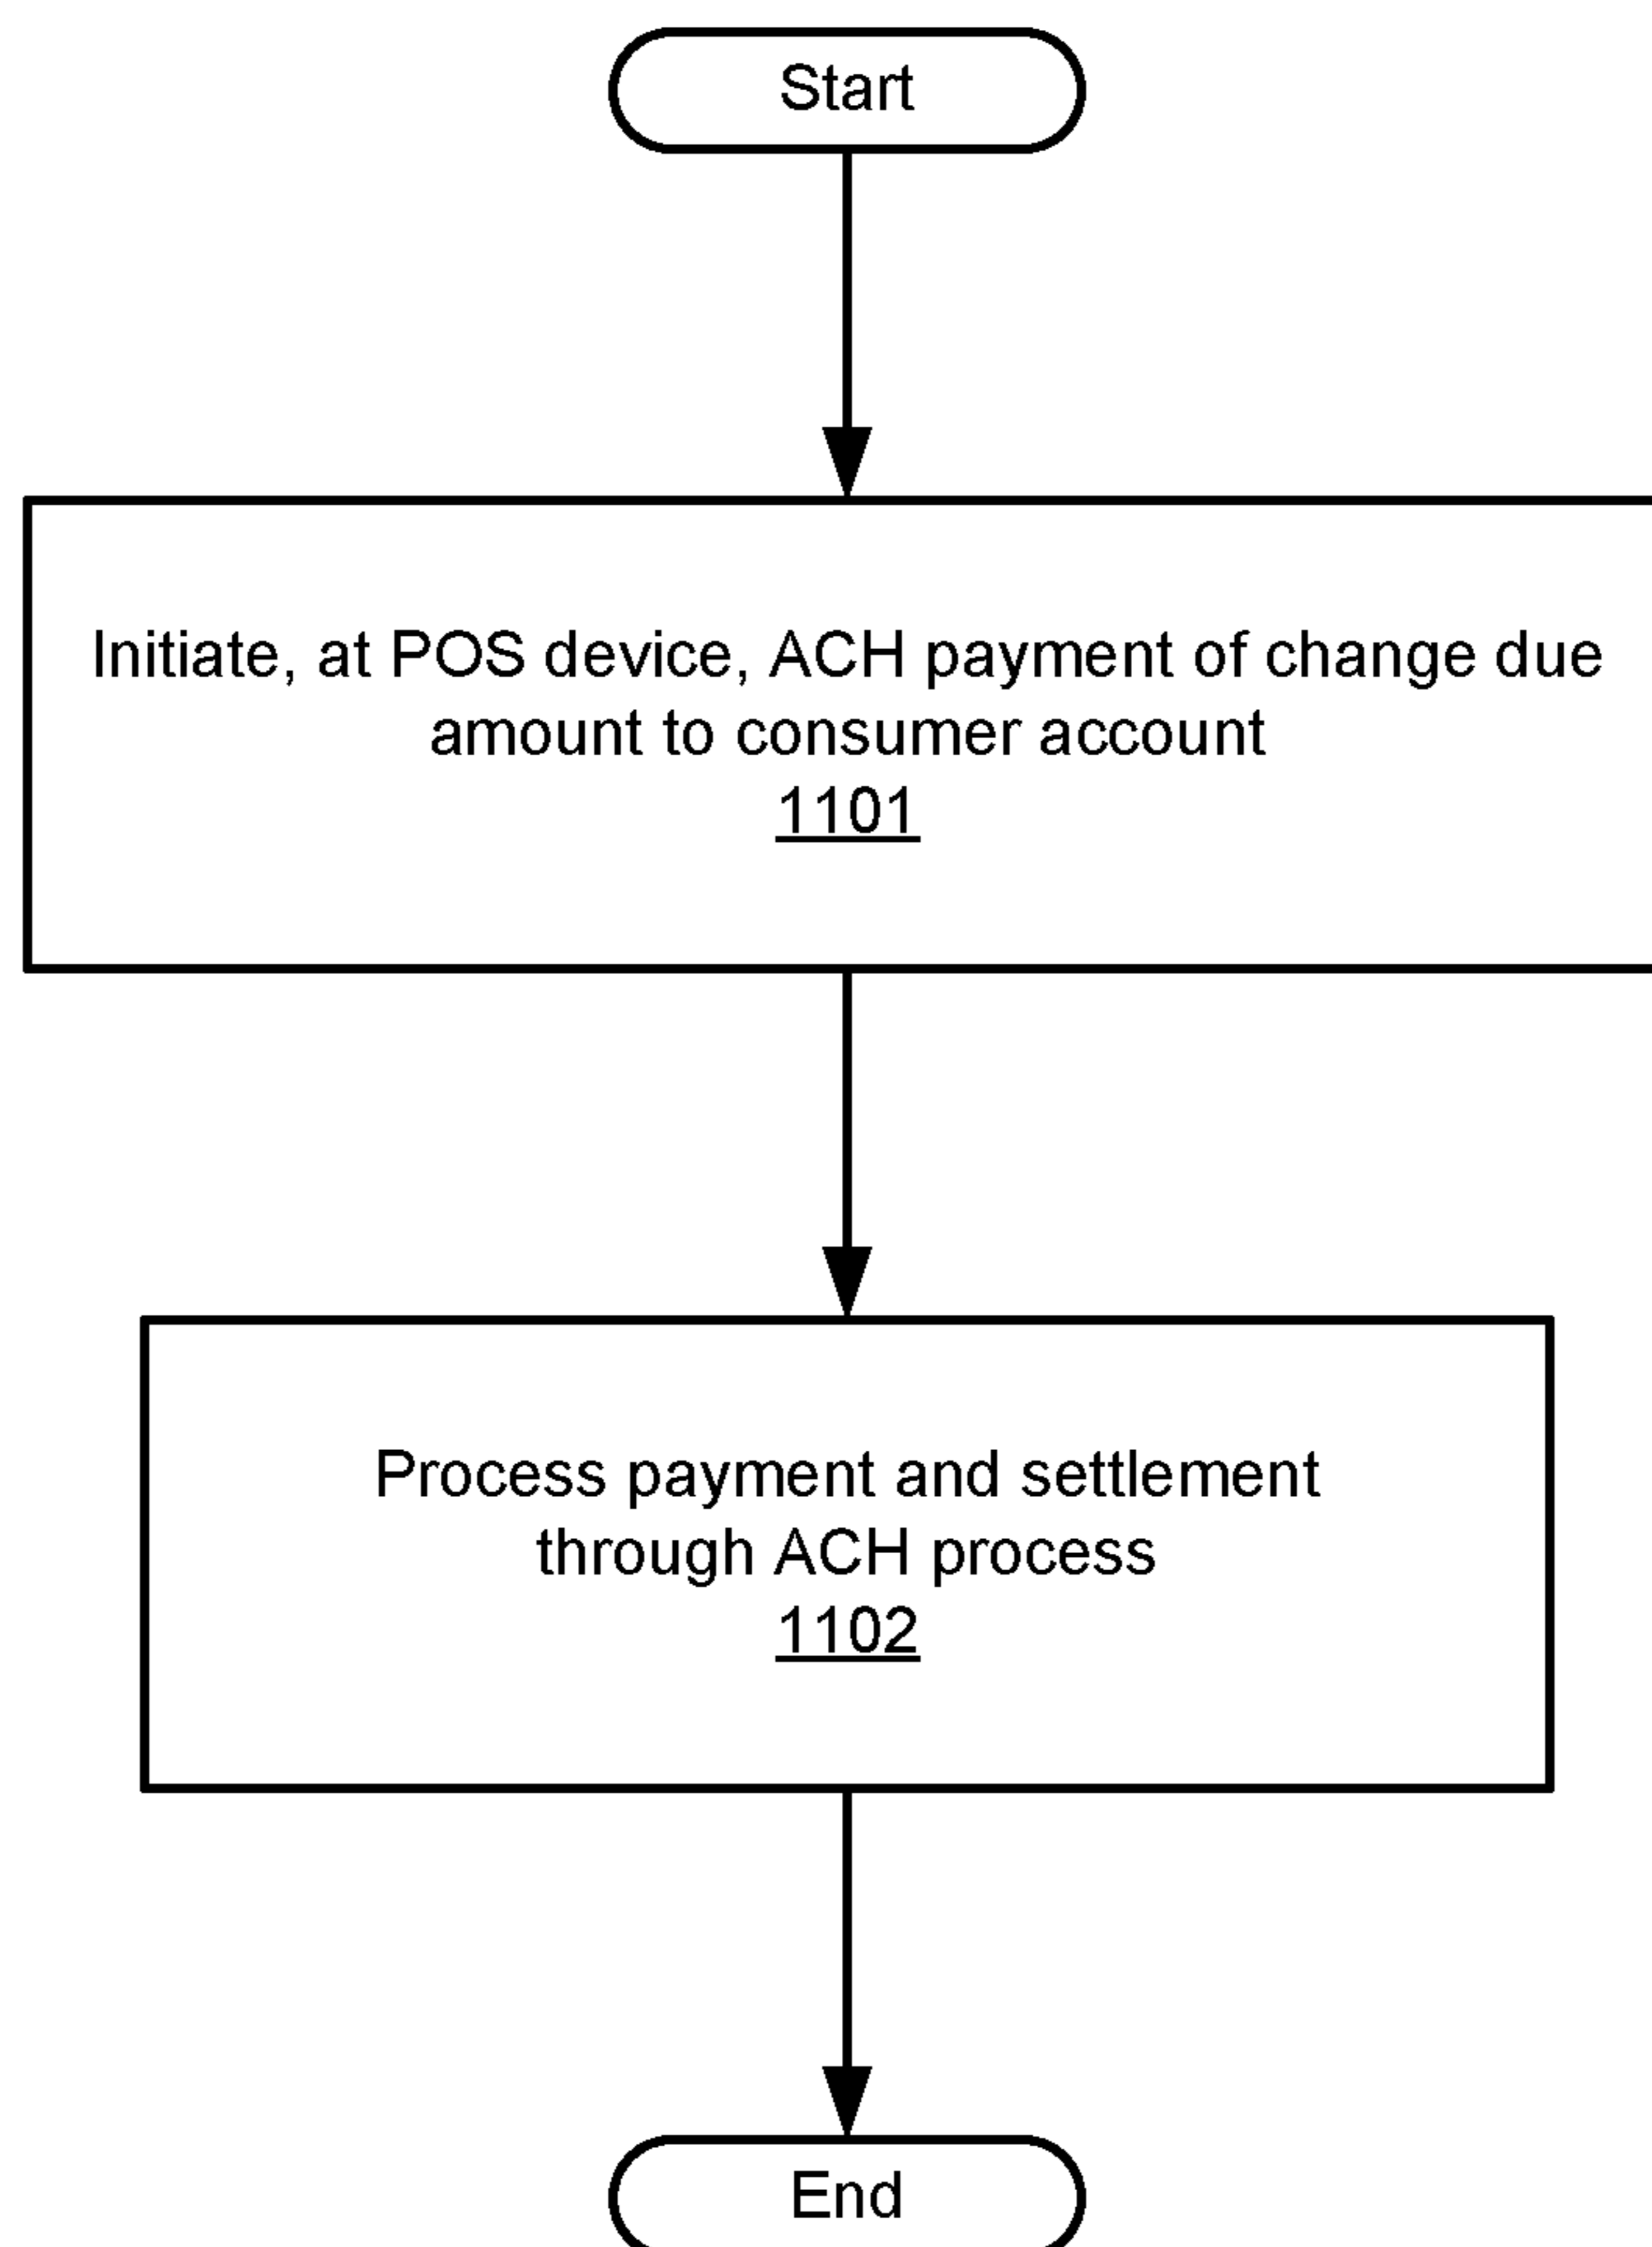 Start
Initiate, at POS device, ACH payment of change due
amount to consumer account
1101
Process payment and settlement
through ACH process
1102
End